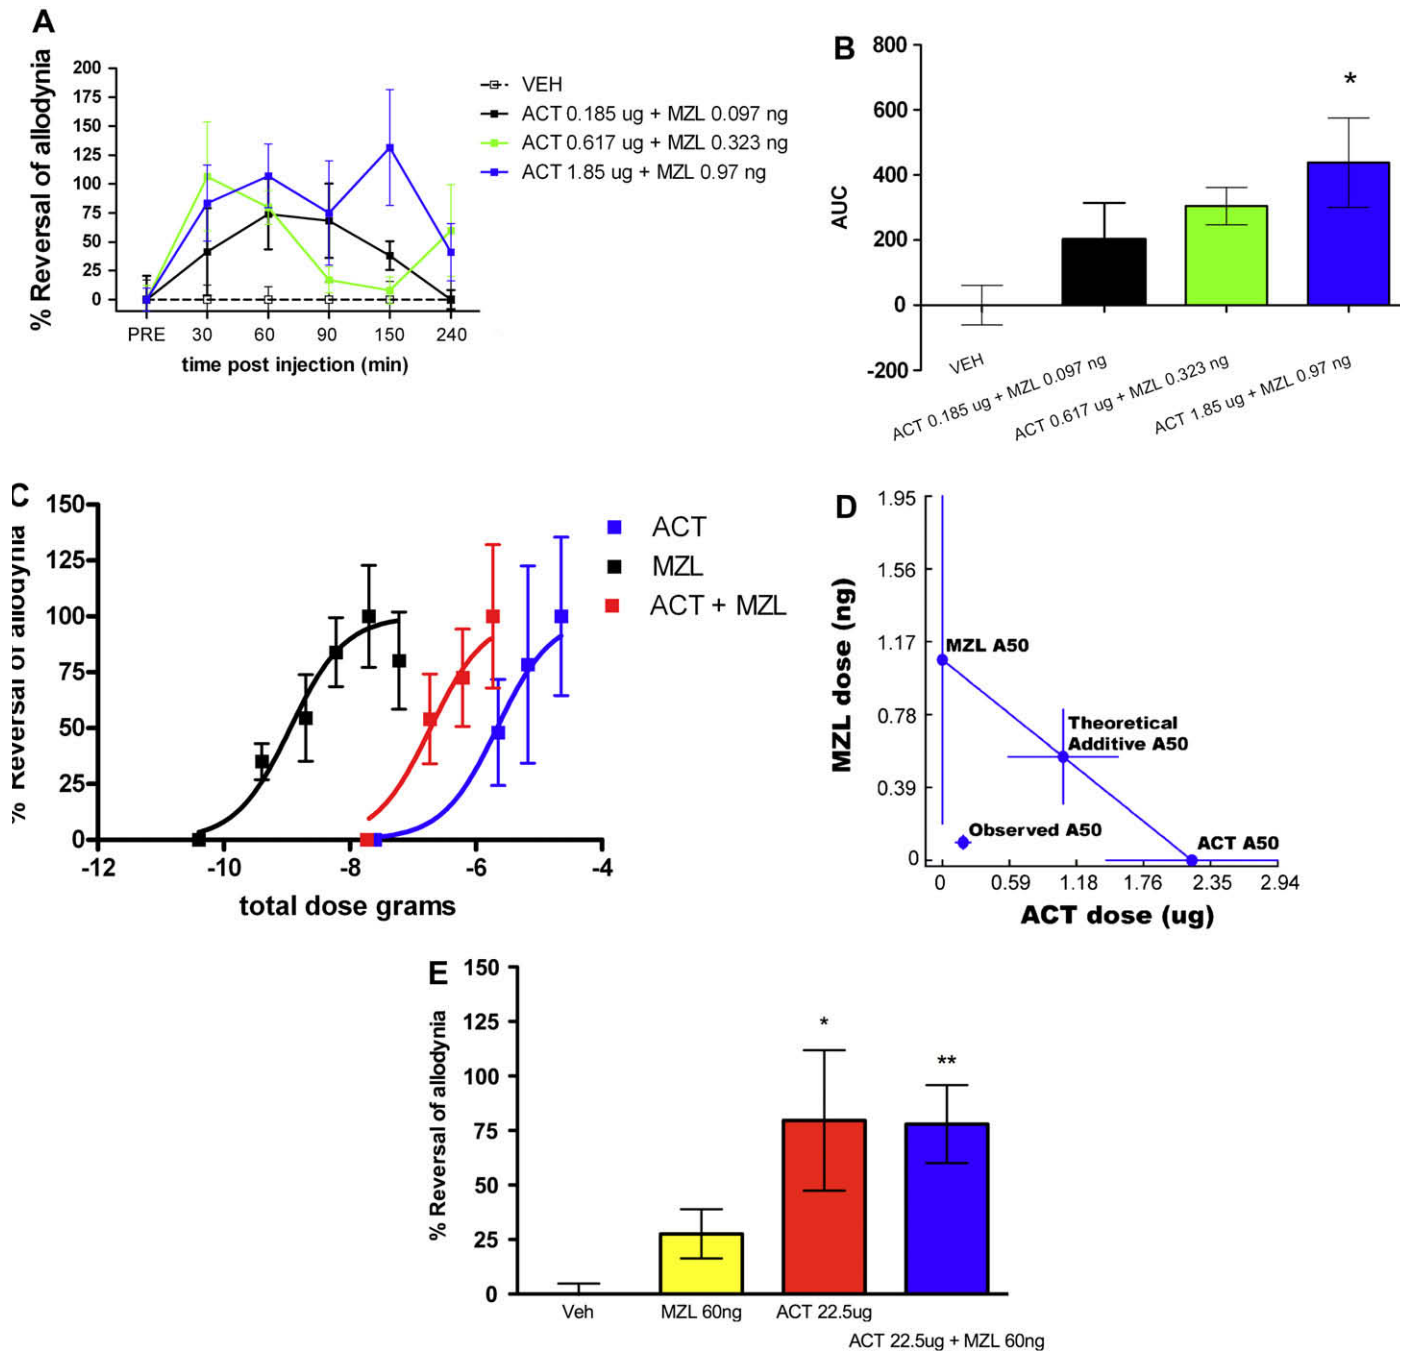 A
% Reversal of allodynia
200
175
150
125
100
75
50
25
0
PRE 30 60 90 150 240
time post injection (min)
VEH
ACT 0.185 ug + MZL 0.097 ng
ACT 0.617 ug + MZL 0.323 ng
ACT 1.85 ug + MZL 0.97 ng
B
AUC
800
600
400
200
0
-200
*
VEH
ACT 0.185 ug + MZL 0.097 ng
ACT 0.617 ug + MZL 0.323 ng
ACT 1.85 ug + MZL 0.97 ng
C
% Reversal of allodynia
150
125
100
75
50
25
0
-12 -10 -8 -6 -4
total dose grams
ACT
MZL
ACT + MZL
D
MZL dose (ng)
1.95
1.56
1.17
0.78
0.39
0
MZL A50
Theoretical
Additive A50
Observed A50
ACT A50
0 0.59 1.18 1.76 2.35 2.94
ACT dose (ug)
E
% Reversal of allodynia
150
125
100
75
50
25
0
*
**
Veh MZL 60ng ACT 22.5ug
ACT 22.5ug + MZL 60ng